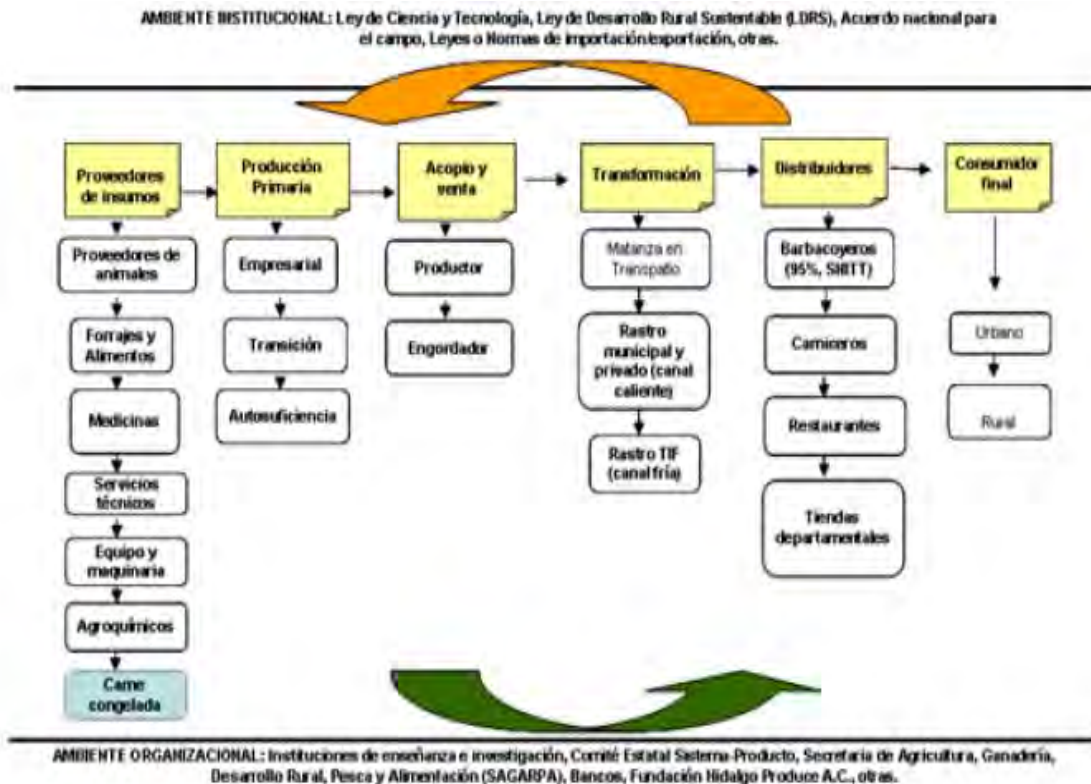 AMBIENTE INSTITUCIONAL: Ley de Ciencia y Tecnología, Ley de Desarrollo Rural Sustentable (LDRS), Acuerdo nacional para
el campo, Leyes o Normas de importación/exportación, otras.
Proveedores
de insumos
Producción
Primaria
Acopio y
venta
Transformación
Distribuidores
Consumidor
final
Proveedores de
animales
Forrajes y
Alimentos
Medicinas
Servicios
técnicos
Equipo y
maquinaria
Agroquímicos
Carne
congelada
Empresarial
Transición
Autosuficiencia
Productor
Engordador
Matanza en
Transpatio
Rastro
municipal y
privado (canal
caliente)
Rastro TIF
(canal fría)
Barbacoyeros
(95%, SHITT)
Carniceros
Restaurantes
Tiendas
departamentales
Urbano
Rural
AMBIENTE ORGANIZACIONAL: Instituciones de enseñanza e investigación, Comité Estatal Sistema-Producto, Secretaría de Agricultura, Ganadería,
Desarrollo Rural, Pesca y Alimentación (SAGARPA), Bancos, Fundación Hidalgo Produce A.C., otras.